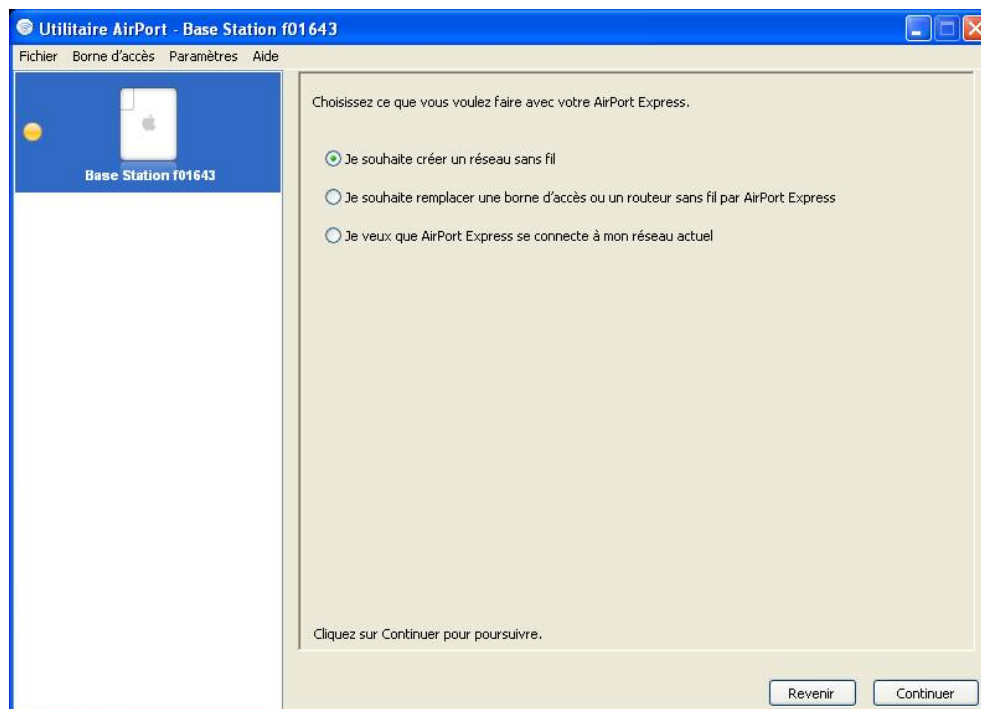 Utilitaire AirPort - Base Station f01643
Fichier Borne d'accès Paramètres Aide
Base Station f01643
Choisissez ce que vous voulez faire avec votre AirPort Express.
Je souhaite créer un réseau sans fil
Je souhaite remplacer une borne d'accès ou un routeur sans fil par AirPort Express
Je veux que AirPort Express se connecte à mon réseau actuel
Cliquez sur Continuer pour poursuivre.
Revenir Continuer